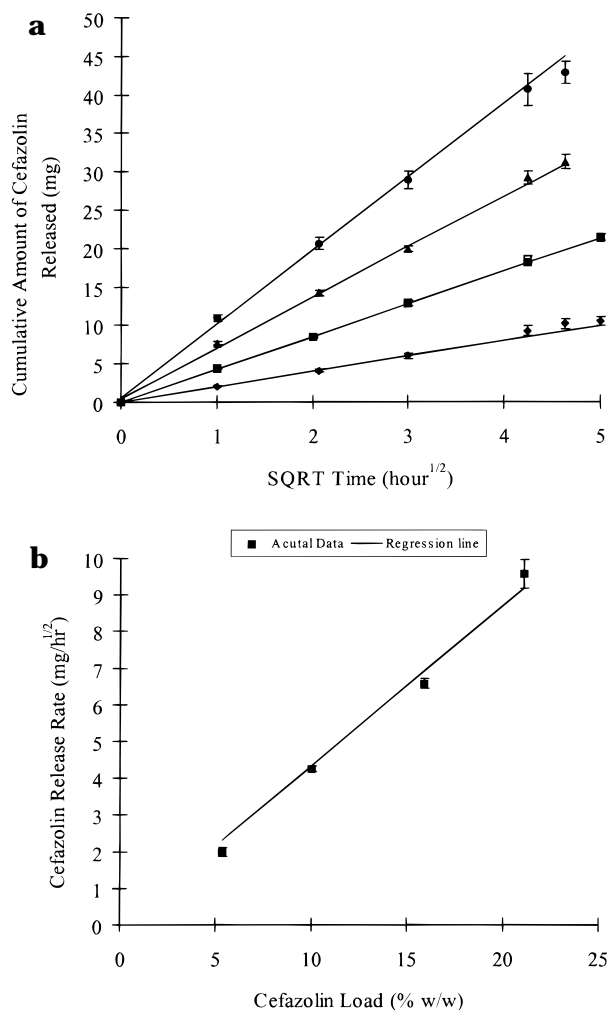 a
50
45
40
35
30
25
20
15
10
5
0
Cumulative Amount of Cefazolin
Released (mg)
0 1 2 3 4 5
SQRT Time (hour1/2)
b
Acutal Data Regression line
10
9
8
7
6
5
4
3
2
1
0
Cefazolin Release Rate (mg/hr1/2)
0 5 10 15 20 25
Cefazolin Load (% w/w)